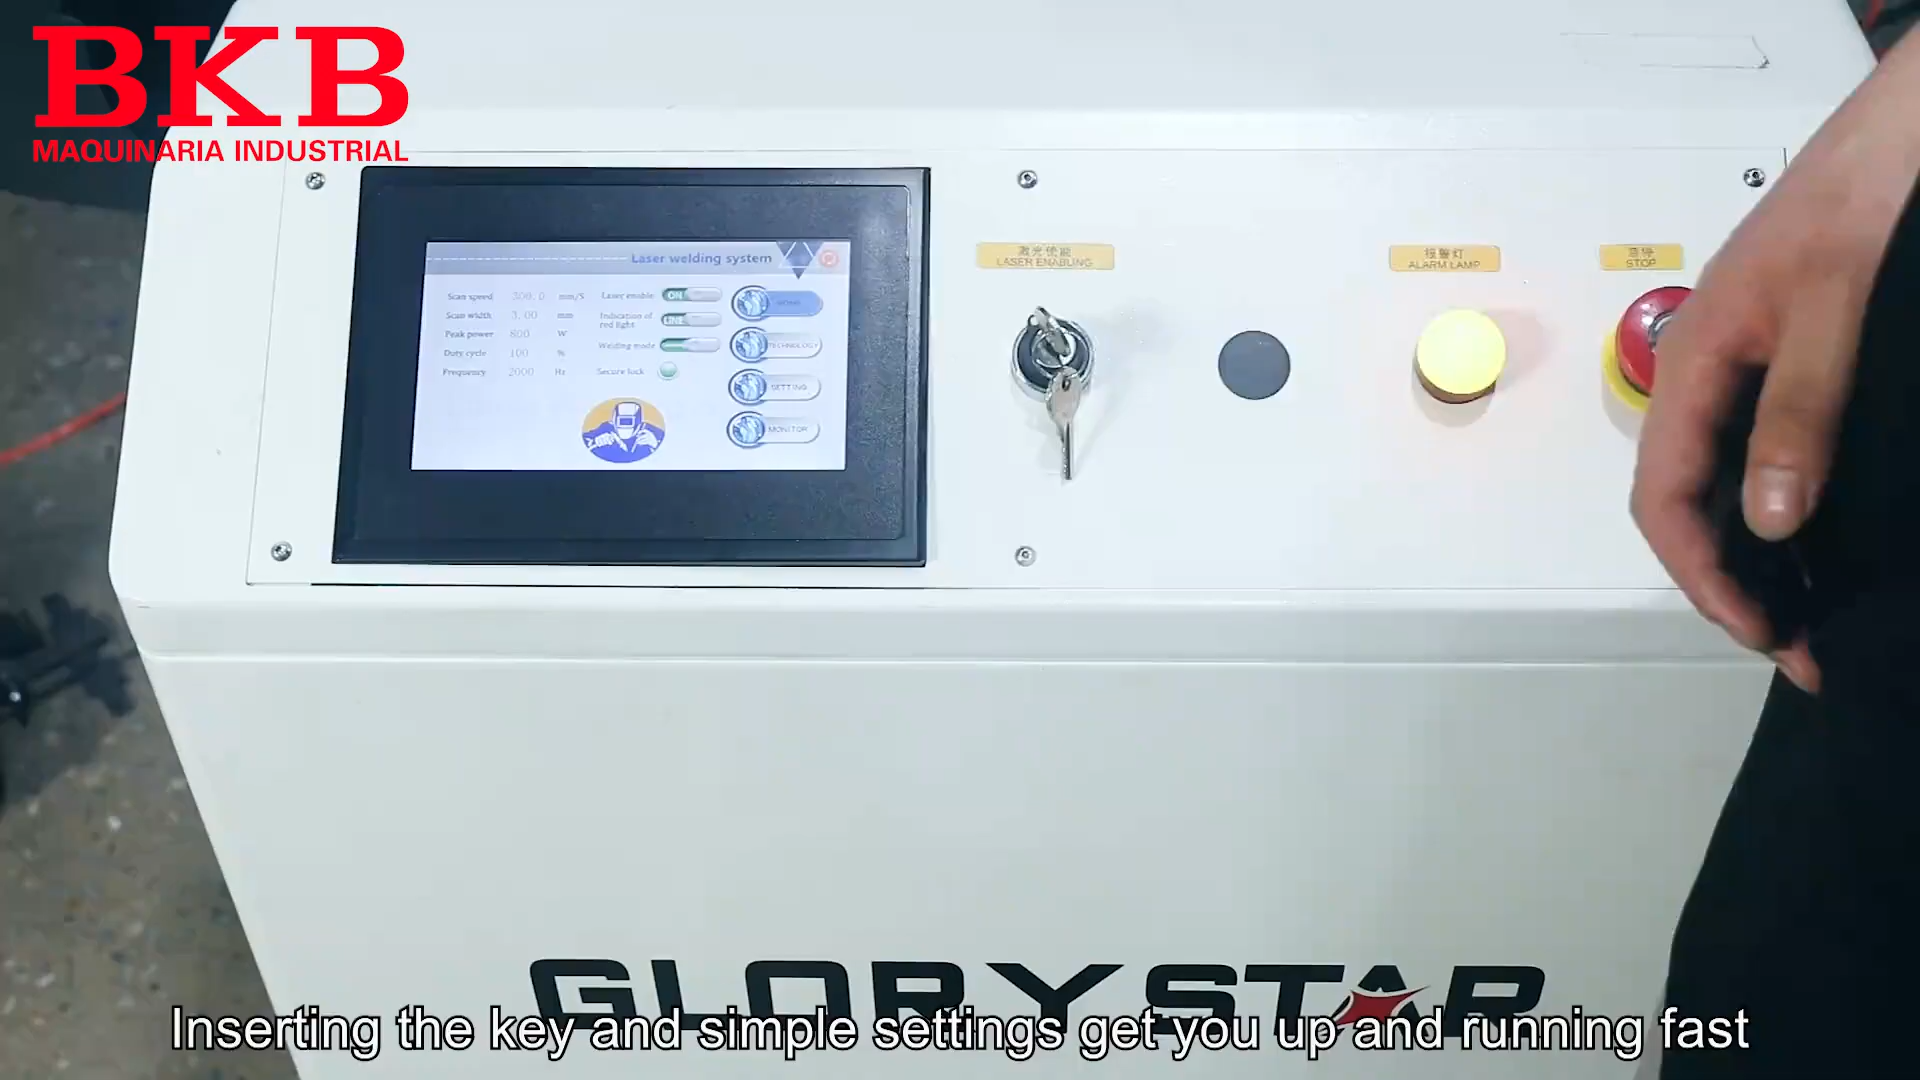 BKB
MAQUINARIA INDUSTRIAL
Laser welding system
Scan speed 300.0 mm/S
Scan width 3.00 mm
Peak power 800 W
Duty cycle 100 %
Frequency 2000 Hz
Laser enable ON
Indication of
red light LINE
Welding mode
Secure lock
HOME
TECHNOLOGY
SETTING
MONITOR
激光使能
LASER ENABLING
报警灯
ALARM LAMP
急停
STOP
GLORYSTAR
Inserting the key and simple settings get you up and running fast